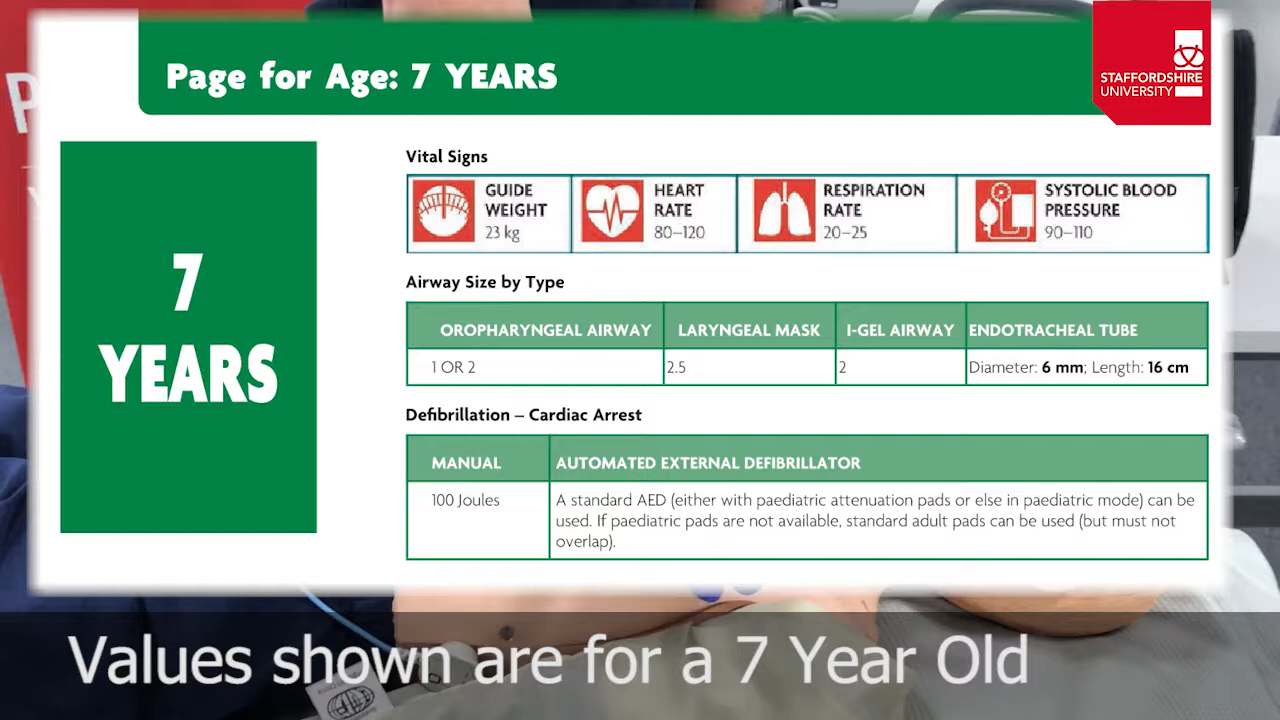 Page for Age: 7 YEARS
STAFFORDSHIRE
UNIVERSITY
7
YEARS
Vital Signs
GUIDE
WEIGHT
23 kg
HEART
RATE
80–120
RESPIRATION
RATE
20–25
SYSTOLIC BLOOD
PRESSURE
90–110
Airway Size by Type
OROPHARYNGEAL AIRWAY LARYNGEAL MASK I-GEL AIRWAY ENDOTRACHEAL TUBE
1 OR 2 2.5 2 Diameter: 6 mm; Length: 16 cm
Defibrillation – Cardiac Arrest
MANUAL AUTOMATED EXTERNAL DEFIBRILLATOR
100 Joules
A standard AED (either with paediatric attenuation pads or else in paediatric mode) can be
used. If paediatric pads are not available, standard adult pads can be used (but must not
overlap).
Values shown are for a 7 Year Old